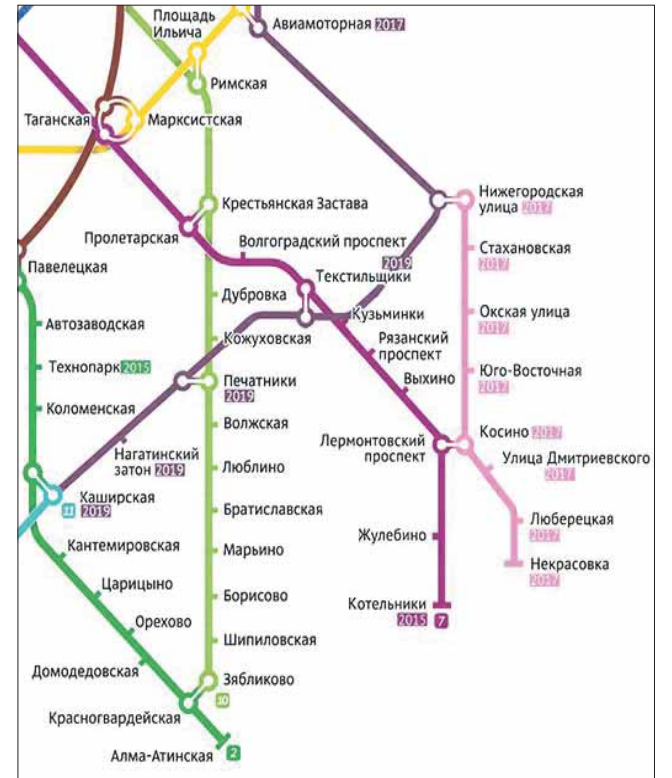 Площадь
Ильича
Авиамоторная 2017
Римская
Таганская
Марксистская
Нижегородская
улица 2017
Крестьянская Застава
Пролетарская
Волгоградский проспект
Стахановская
2017
2019
Павелецкая
Текстильщики
Дубровка
Кузьминки
Окская улица
2017
Автозаводская
Кожуховская
Рязанский
проспект
Технопарк 2015
Печатники
2019
Выхино
Юго-Восточная
2017
Коломенская
Волжская
Нагатинский
затон 2019
Лермонтовский
проспект
Косино 2017
Улица Дмитриевского
2017
Люблино
Хаширская
2019
11
Братиславская
Люберецкая
2017
Кантемировская
Марьино
Жулебино
Некрасовка
2017
Царицыно
Борисово
Котельники
2015 7
Орехово
Шипиловская
Домодедовская
Зябликово
10
Красногвардейская
Алма-Атинская 2